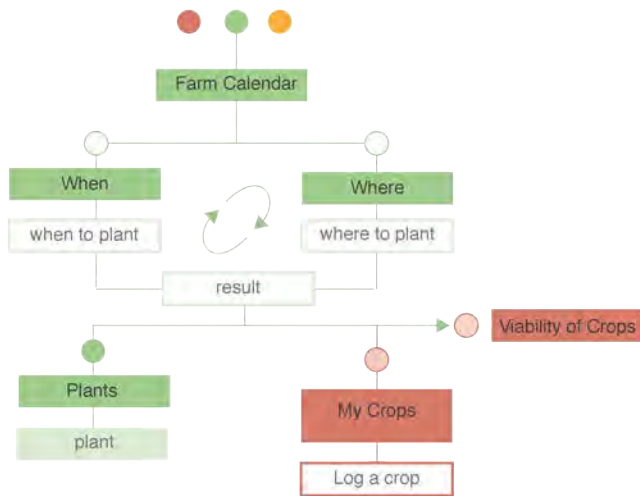 Farm Calendar
When
Where
when to plant
where to plant
result
Viability of Crops
Plants
My Crops
plant
Log a crop